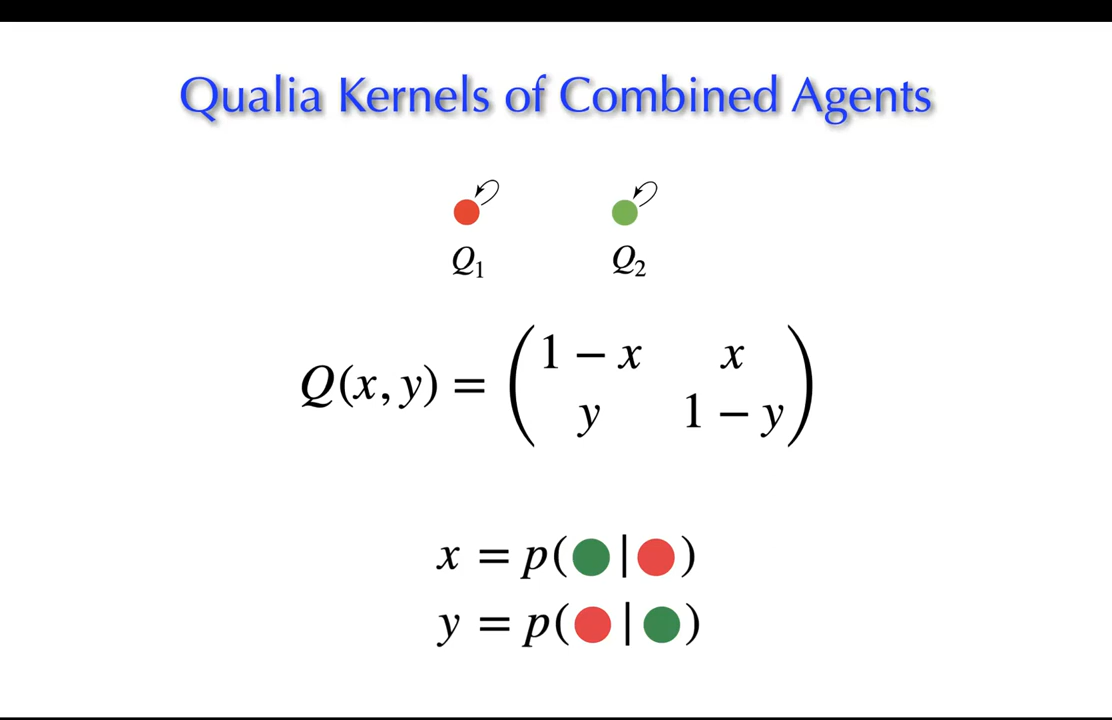 Qualia Kernels of Combined Agents
Q₁ Q₂
Q(x, y) = (1 − x x
y 1 − y)
x = p(●|●)
y = p(●|●)